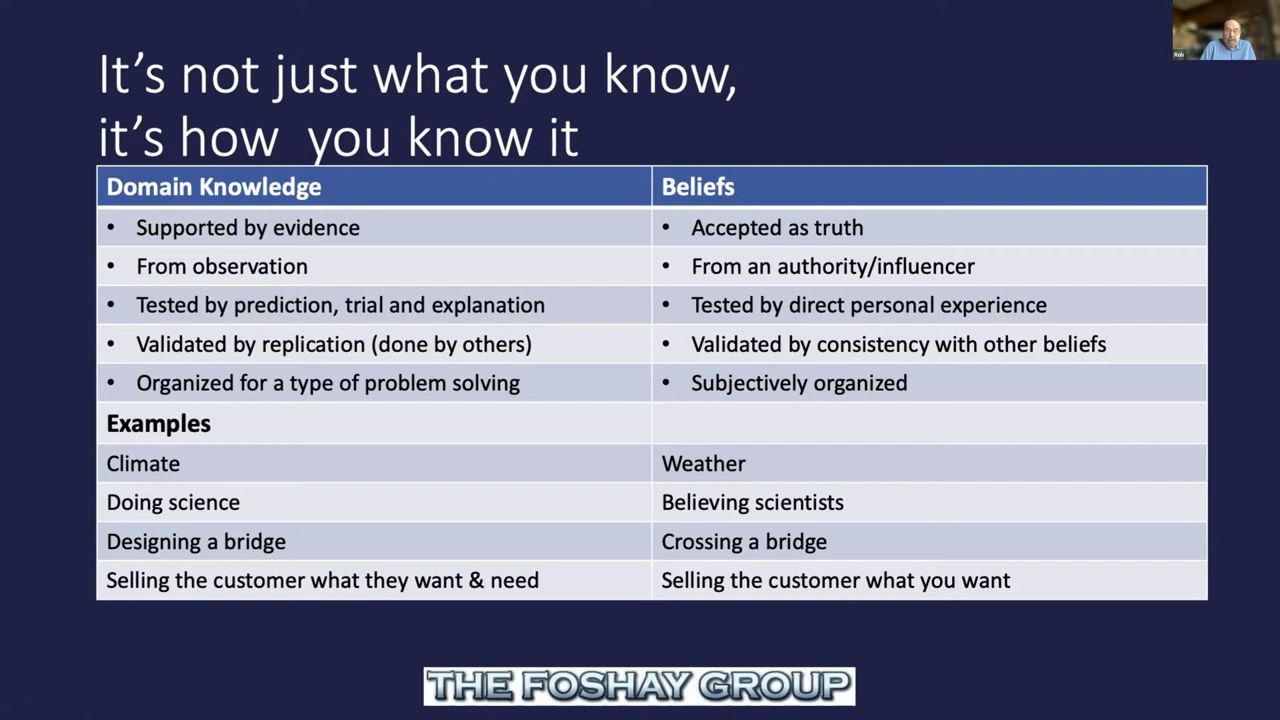 It's not just what you know,
it's how you know it
Domain Knowledge Beliefs
• Supported by evidence • Accepted as truth
• From observation • From an authority/influencer
• Tested by prediction, trial and explanation • Tested by direct personal experience
• Validated by replication (done by others) • Validated by consistency with other beliefs
• Organized for a type of problem solving • Subjectively organized
Examples
Climate Weather
Doing science Believing scientists
Designing a bridge Crossing a bridge
Selling the customer what they want & need Selling the customer what you want
THE FOSHAY GROUP
Rob